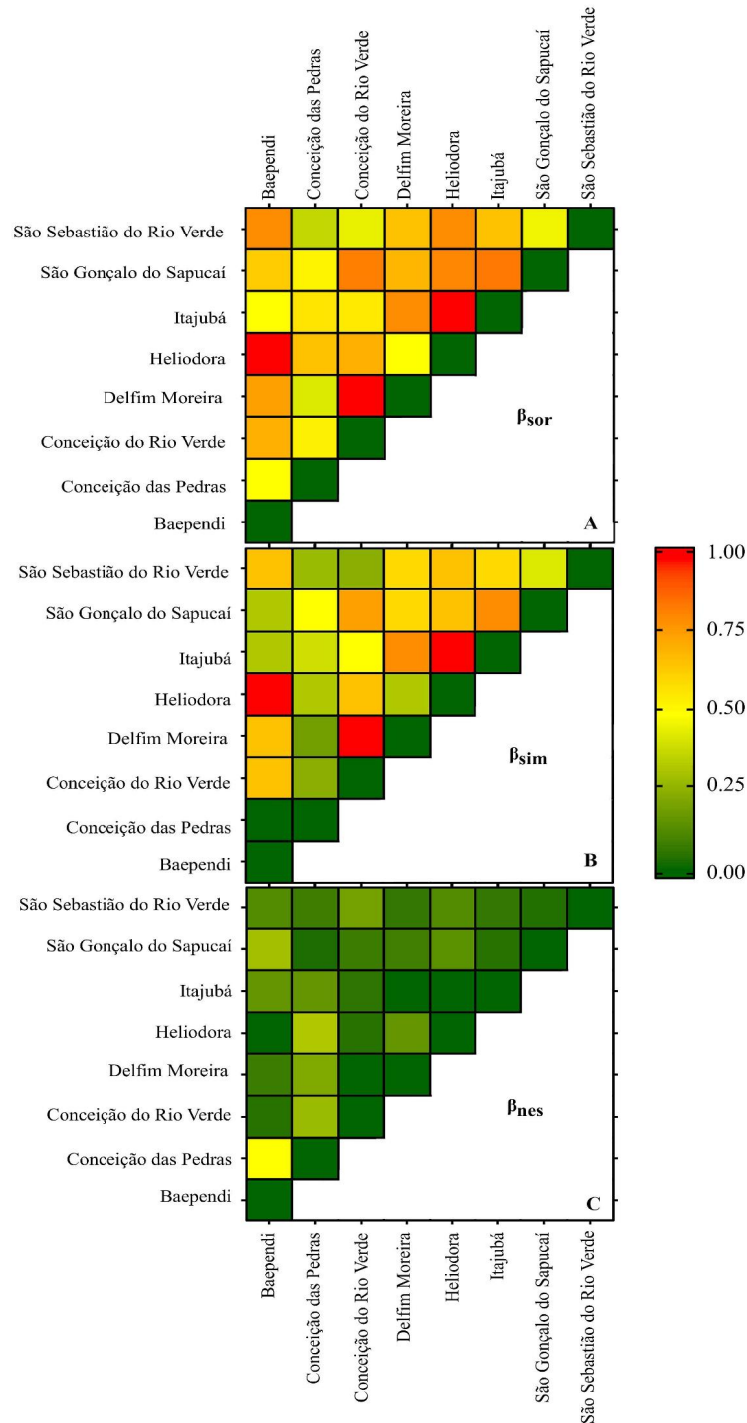 Baependi
Conceição das Pedras
Conceição do Rio Verde
Delfim Moreira
Heliodora
Itajubá
São Gonçalo do Sapucaí
São Sebastião do Rio Verde
São Sebastião do Rio Verde
São Gonçalo do Sapucaí
Itajubá
Heliodora
Delfim Moreira
Conceição do Rio Verde
Conceição das Pedras
Baependi
βsor
A
São Sebastião do Rio Verde
São Gonçalo do Sapucaí
Itajubá
Heliodora
Delfim Moreira
Conceição do Rio Verde
Conceição das Pedras
Baependi
βsim
B
1.00
0.75
0.50
0.25
0.00
São Sebastião do Rio Verde
São Gonçalo do Sapucaí
Itajubá
Heliodora
Delfim Moreira
Conceição do Rio Verde
Conceição das Pedras
Baependi
βnes
C
Baependi
Conceição das Pedras
Conceição do Rio Verde
Delfim Moreira
Heliodora
Itajubá
São Gonçalo do Sapucaí
São Sebastião do Rio Verde